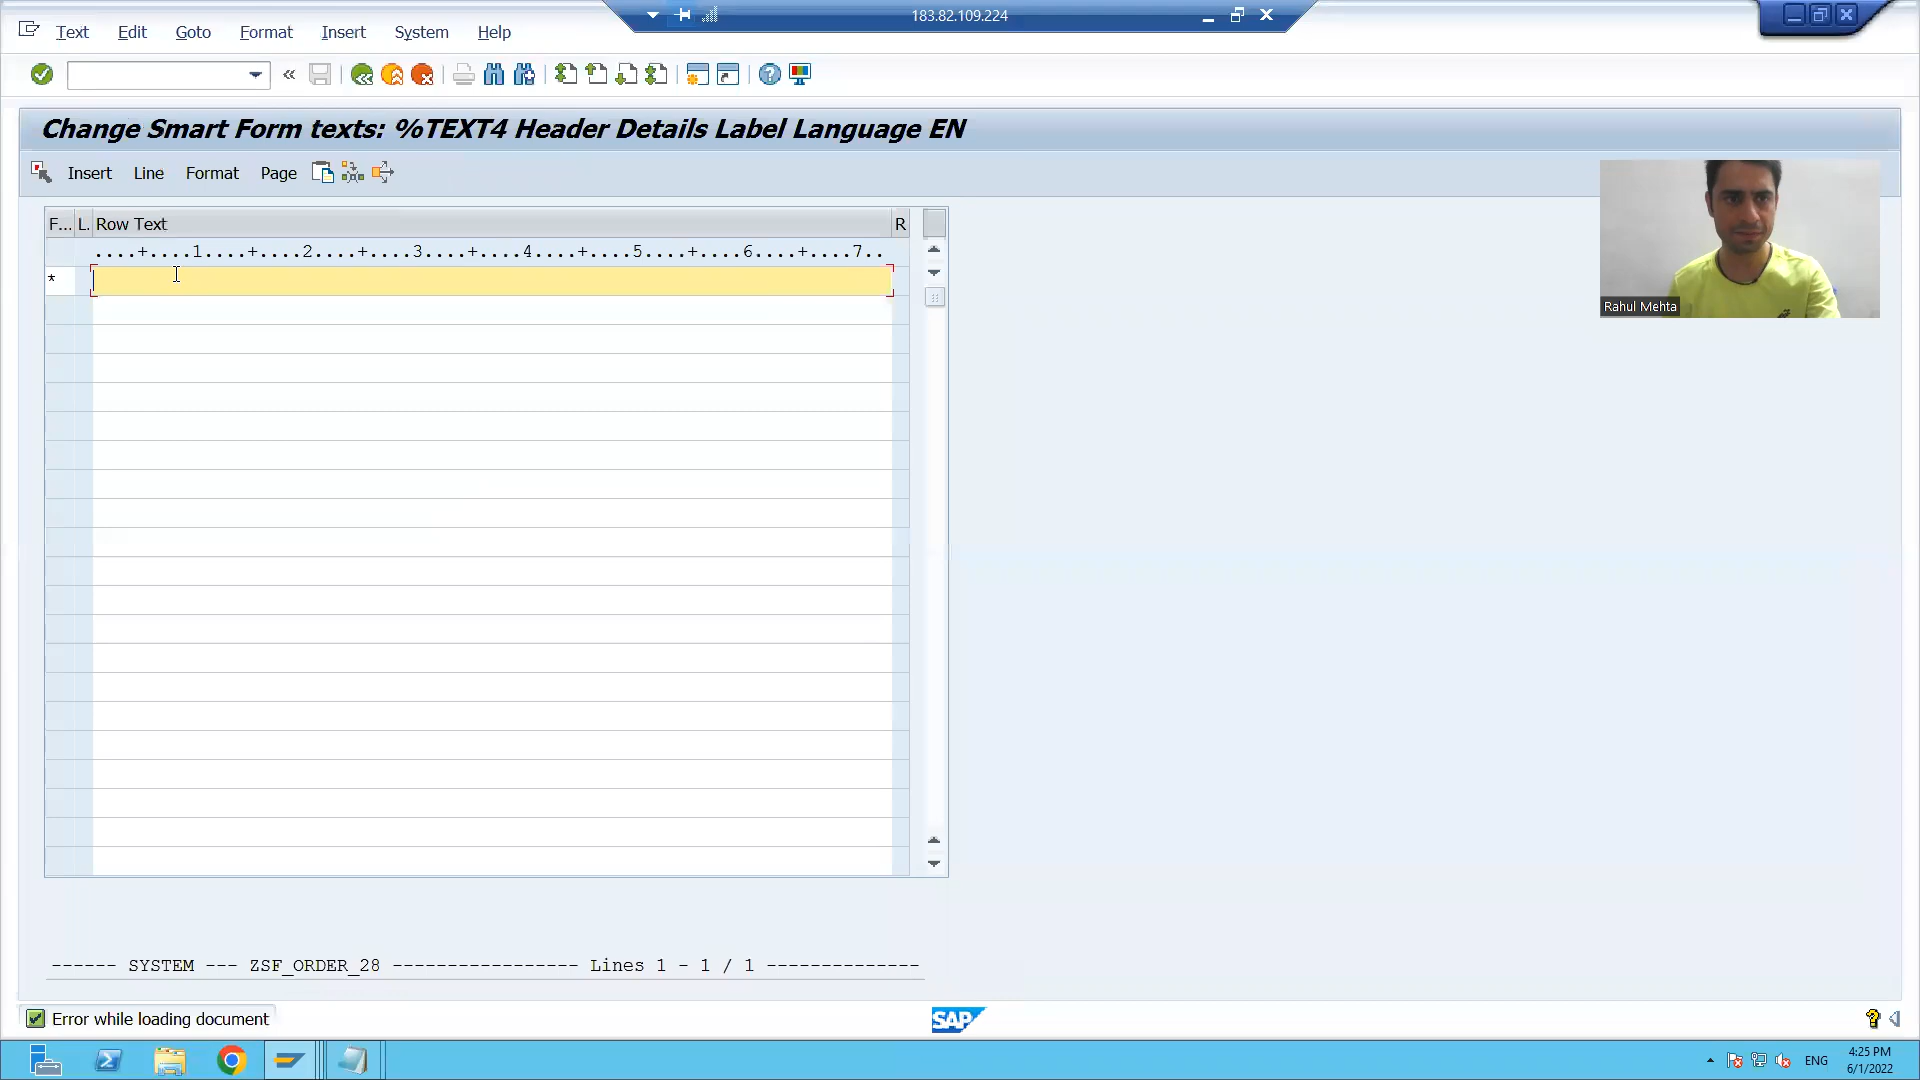 183.82.109.224
Text Edit Goto Format Insert System Help
Change Smart Form texts: %TEXT4 Header Details Label Language EN
Insert Line Format Page
Rahul Mehta
F... L. Row Text R
....+....1....+....2....+....3....+....4....+....5....+....6....+....7..
*
------ SYSTEM --- ZSF_ORDER_28 ----------------- Lines 1 - 1 / 1 --------------
Error while loading document
SAP
ENG
4:25 PM
6/1/2022